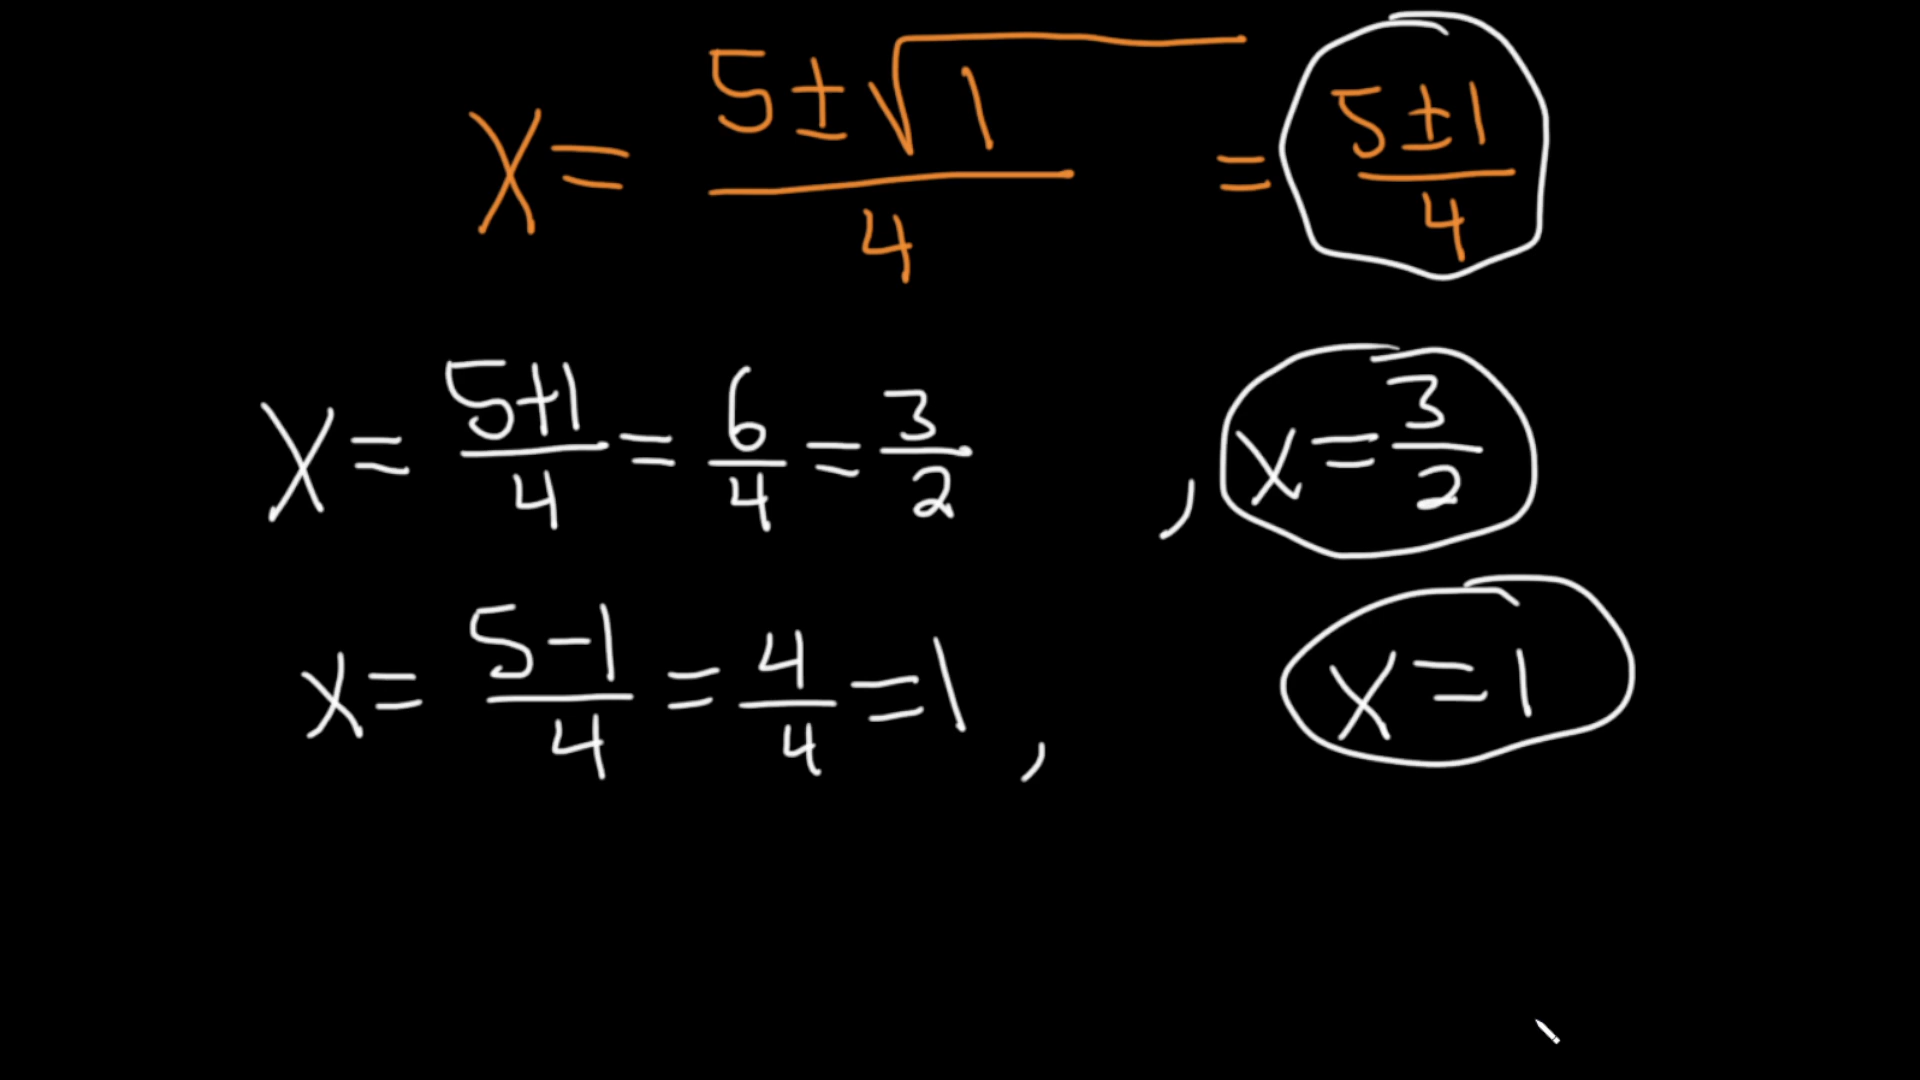 x = (5 ± √1)/4 = (5 ± 1)/4
x = (5+1)/4 = 6/4 = 3/2 , x = 3/2
x = (5-1)/4 = 4/4 = 1 , x = 1